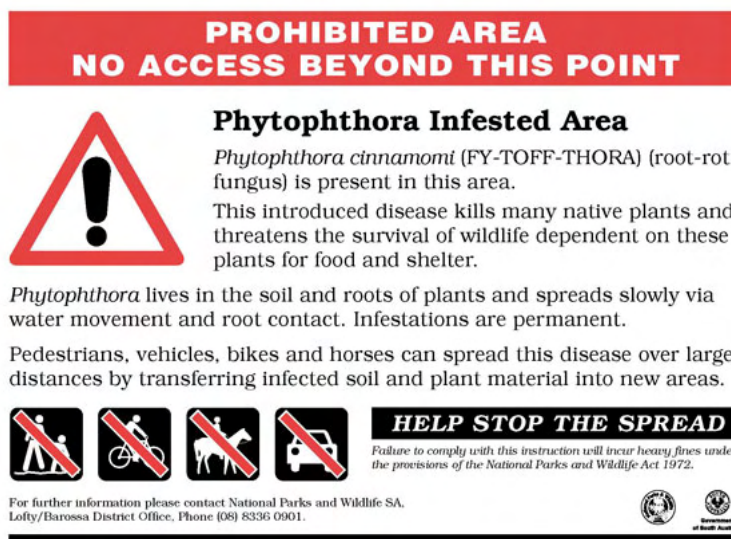 PROHIBITED AREA
NO ACCESS BEYOND THIS POINT
Phytophthora Infested Area
Phytophthora cinnamomi (FY-TOFF-THORA) (root-rot
fungus) is present in this area.
This introduced disease kills many native plants and
threatens the survival of wildlife dependent on these
plants for food and shelter.
Phytophthora lives in the soil and roots of plants and spreads slowly via
water movement and root contact. Infestations are permanent.
Pedestrians, vehicles, bikes and horses can spread this disease over large
distances by transferring infected soil and plant material into new areas.
HELP STOP THE SPREAD
Failure to comply with this instruction will incur heavy fines unde
the provisions of the National Parks and Wildlife Act 1972.
For further information please contact National Parks and Wildlife SA,
Lofty/Barossa District Office, Phone (08) 8336 0901.
Government
of South Austr